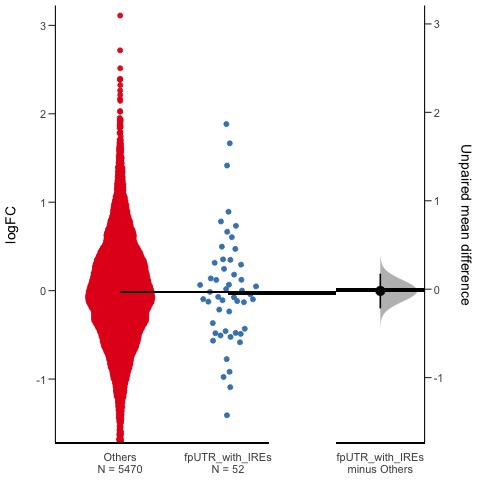 3
2
1
0
-1
logFC
Others
N = 5470
fpUTR_with_IREs
N = 52
fpUTR_with_IREs
minus Others
3
2
1
0
-1
Unpaired mean difference